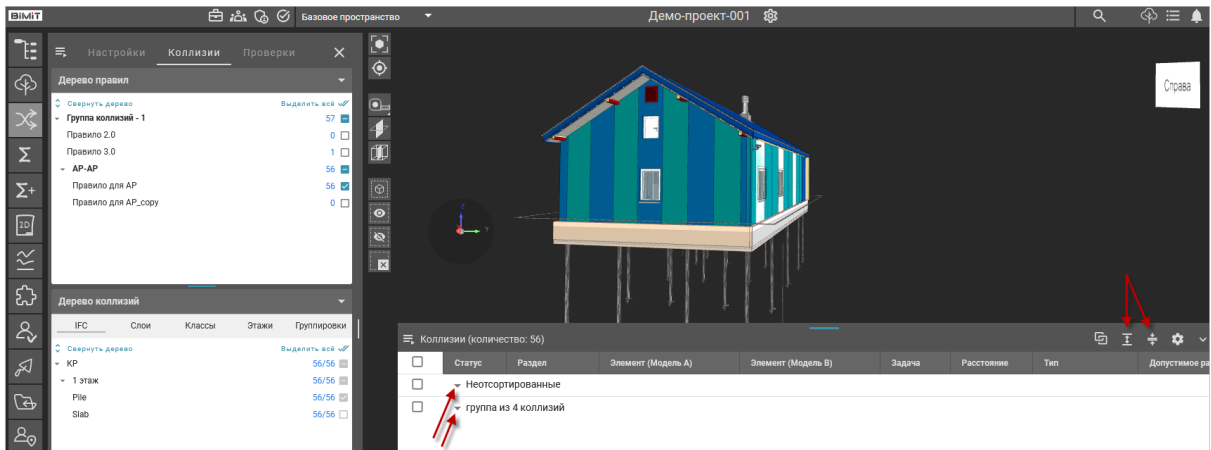 BIMIT
Базовое пространство
Демо-проект-001
Настройки Коллизии Проверки
Дерево правил
Свернуть дерево Выделить всё
Группа коллизий - 1 57
Правило 2.0 0
Правило 3.0 1
АР-АР 56
Правило для АР 56
Правило для АР_copy 0
Дерево коллизий
IFC Слои Классы Этажи Группировки
Свернуть дерево Выделить всё
КР 56/56
1 этаж 56/56
Pile 56/56
Slab 56/56
Справа
Z
Y
2D
Коллизии (количество: 56)
Статус Раздел Элемент (Модель A) Элемент (Модель B) Задача Расстояние Тип Допустимое ра
Неотсортированные
группа из 4 коллизий